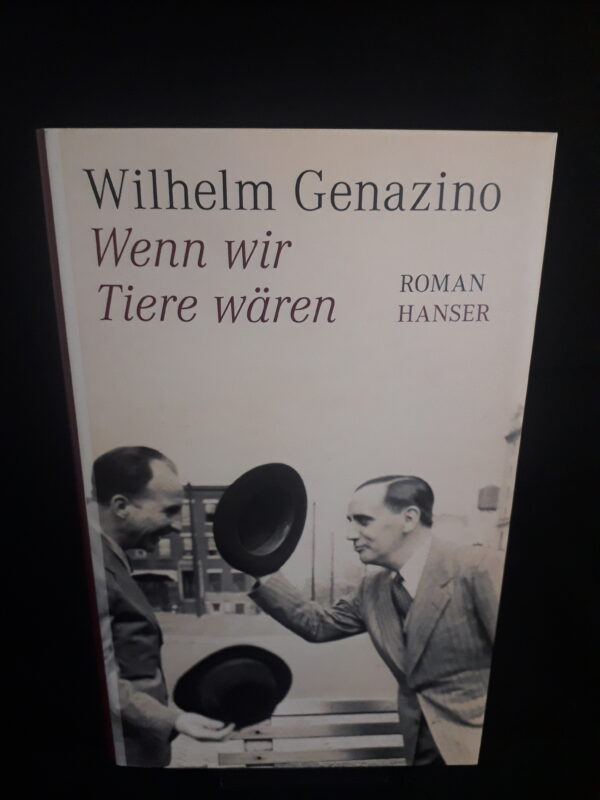 Wilhelm Genazino
Wenn wir
Tiere wären
ROMAN
HANSER